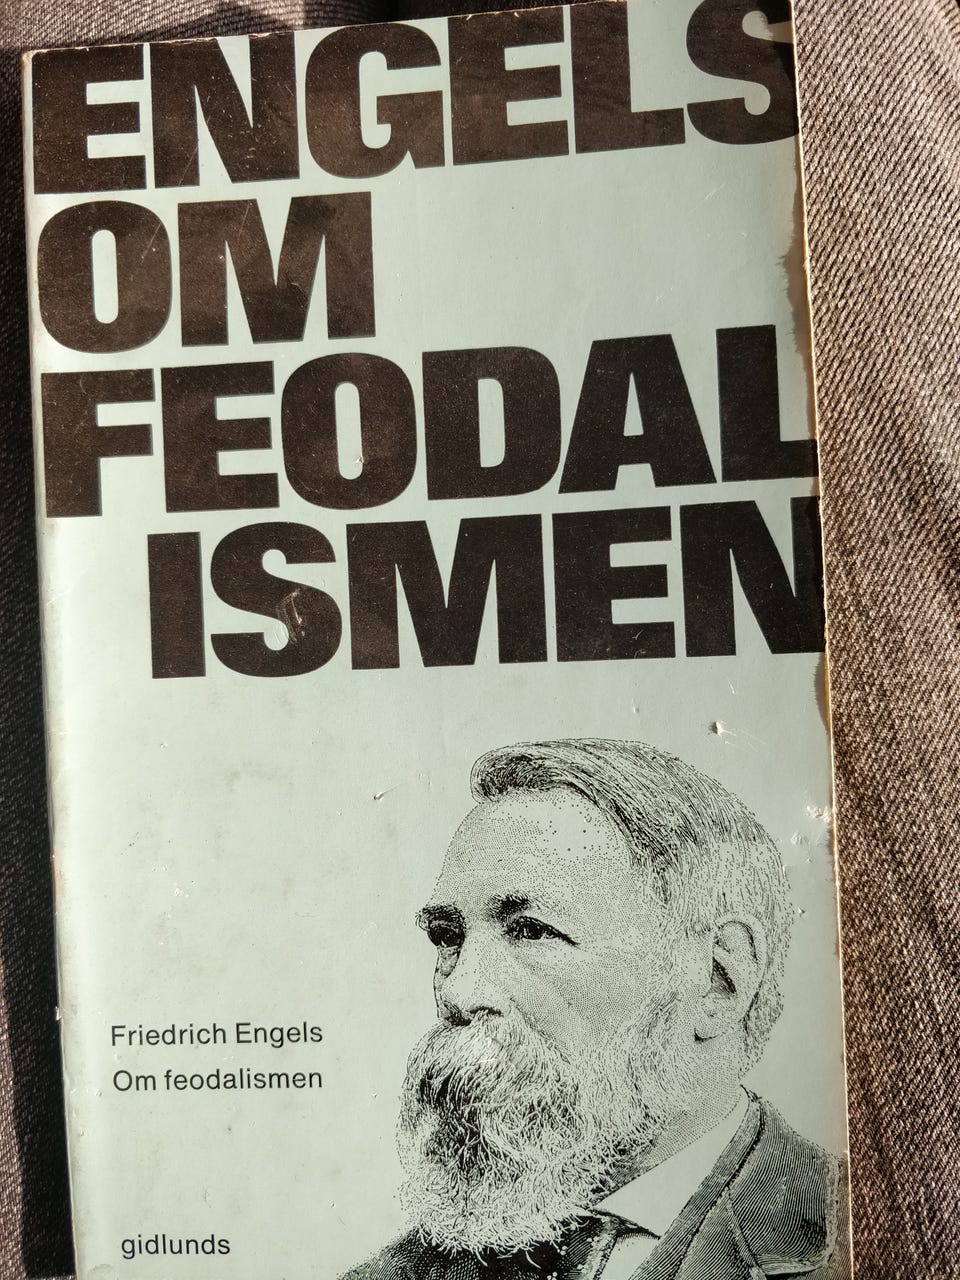 ENGELS
OM
FEODAL
ISMEN
Friedrich Engels
Om feodalismen
gidlunds